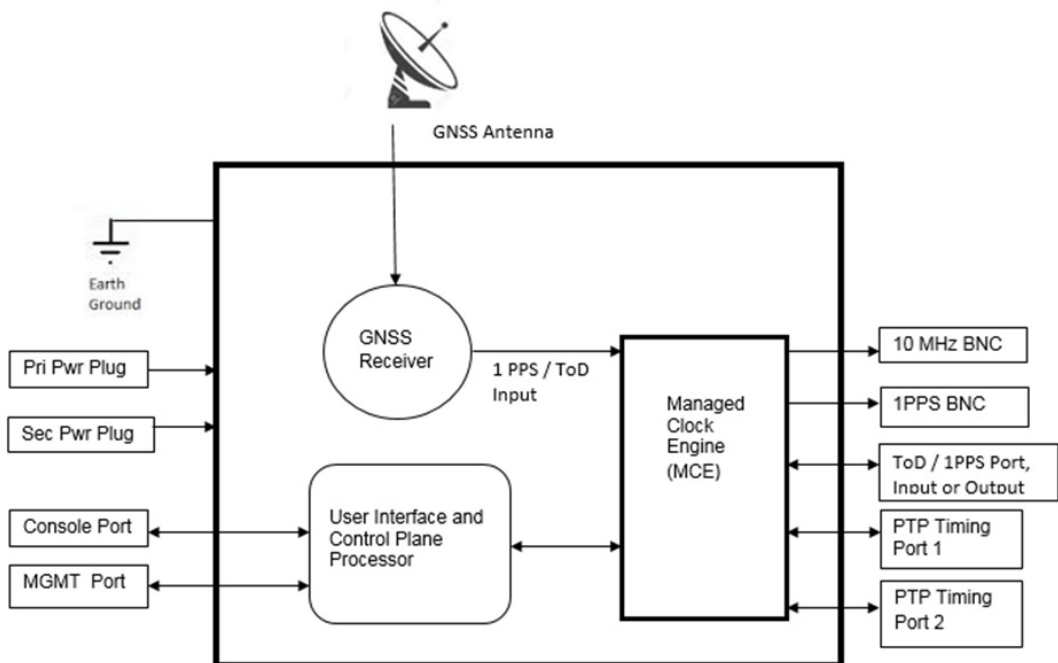 GNSS Antenna
Earth
Ground
Pri Pwr Plug
Sec Pwr Plug
Console Port
MGMT Port
GNSS
Receiver
1 PPS / ToD
Input
User Interface and
Control Plane
Processor
Managed
Clock
Engine
(MCE)
10 MHz BNC
1PPS BNC
ToD / 1PPS Port,
Input or Output
PTP Timing
Port 1
PTP Timing
Port 2